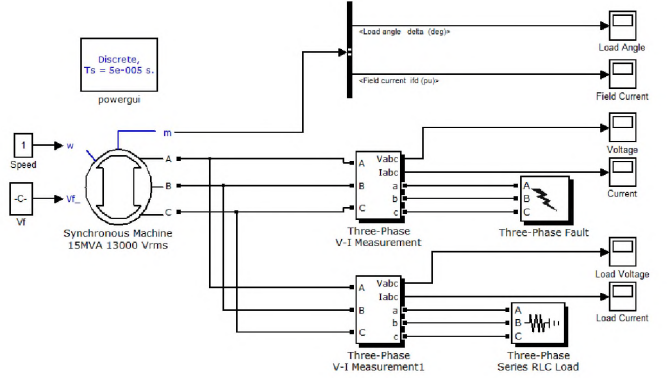 <Load angle delta (deg)>
Load Angle
Discrete,
Ts = 5e-005 s.
powergui
<Field current ifd (pu)>
Field Current
m
1
w
Speed
A
B
C
-C-
Vf_
Vf
Synchronous Machine
15MVA 13000 Vrms
Voltage
A
B
C
Vabc
Iabc
a
b
c
Current
Three-Phase
V-I Measurement
A
B
C
Three-Phase Fault
Load Voltage
A
B
C
Vabc
Iabc
a
b
c
Load Current
Three-Phase
V-I Measurement1
A
B
C
Three-Phase
Series RLC Load